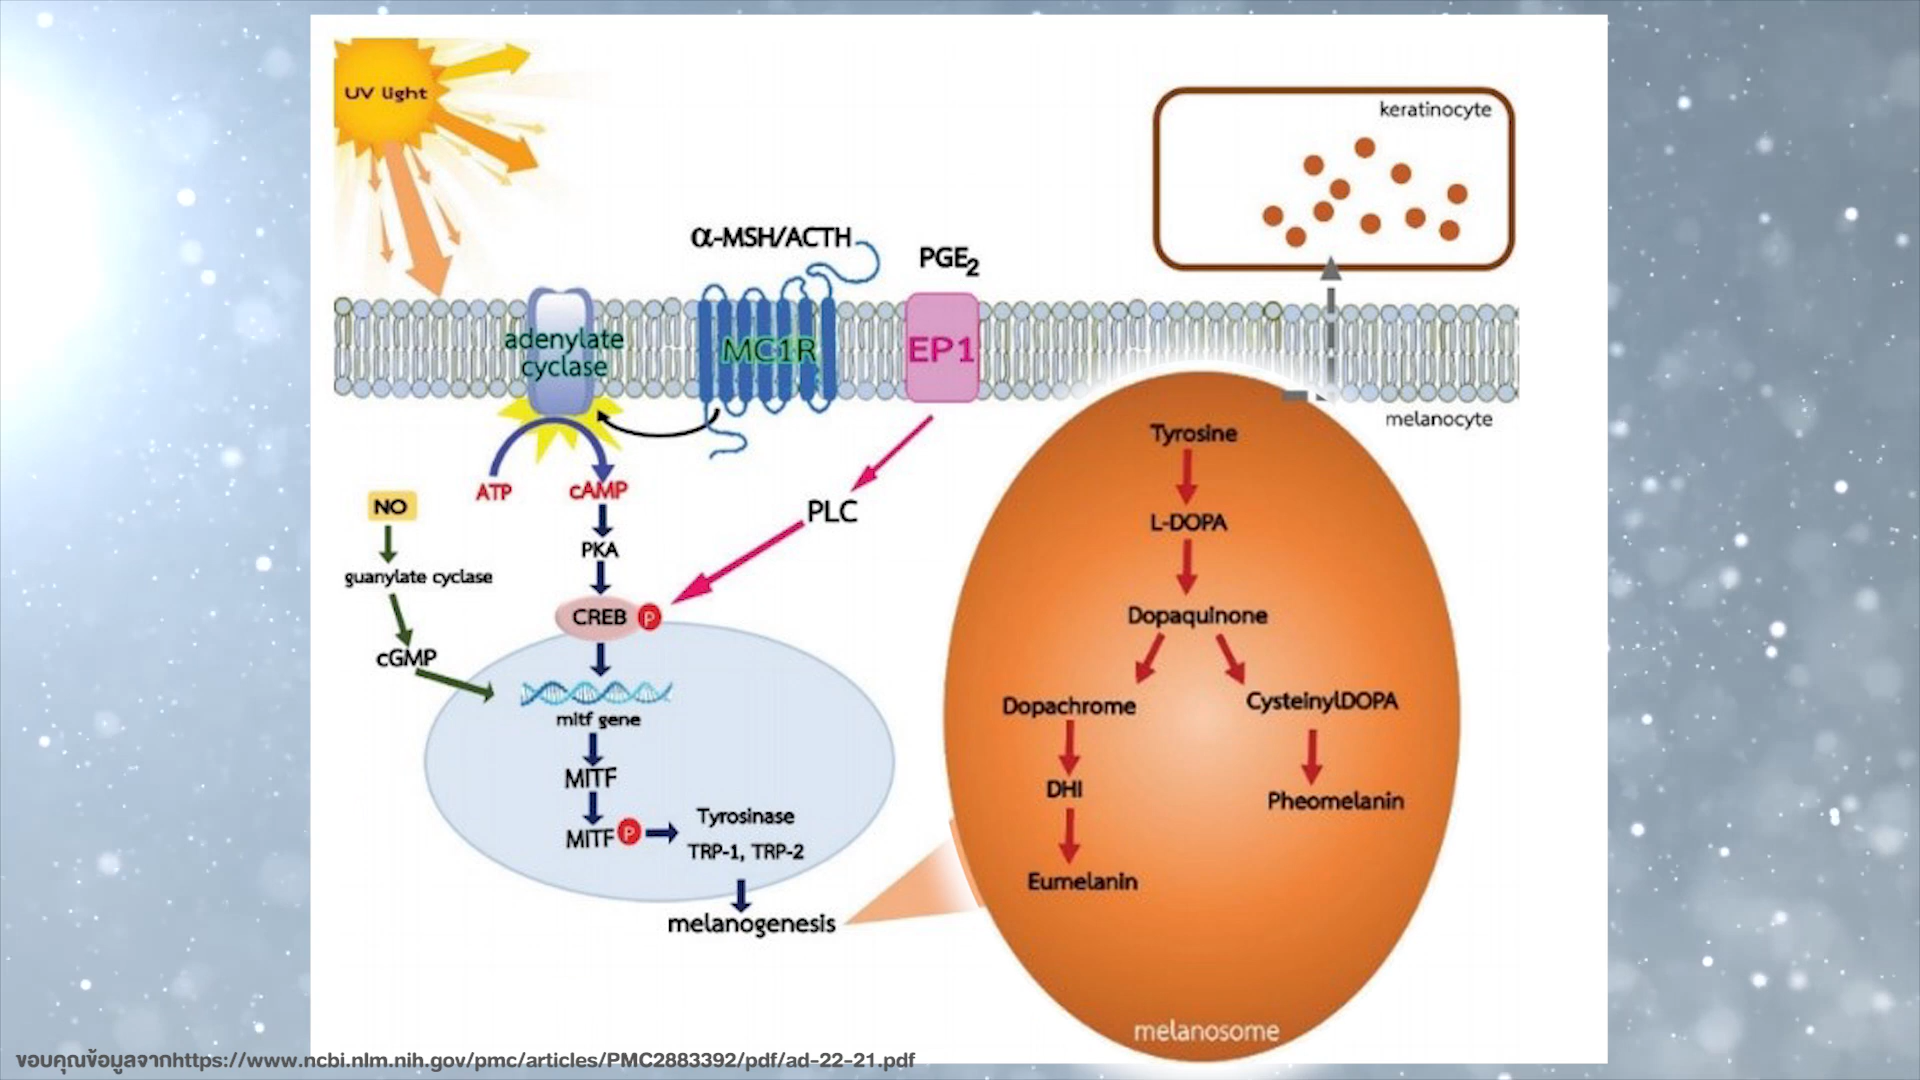 UV light
keratinocyte
α-MSH/ACTH
PGE2
adenylate
cyclase
MC1R
EP1
melanocyte
Tyrosine
ATP
cAMP
NO
PLC
L-DOPA
PKA
guanylate cyclase
CREB
P
Dopaquinone
cGMP
Dopachrome
CysteinylDOPA
mitf gene
MITF
DHI
Pheomelanin
Tyrosinase
MITF P
TRP-1, TRP-2
Eumelanin
melanogenesis
melanosome
ขอบคุณข้อมูลจากhttps://www.ncbi.nlm.nih.gov/pmc/articles/PMC2883392/pdf/ad-22-21.pdf